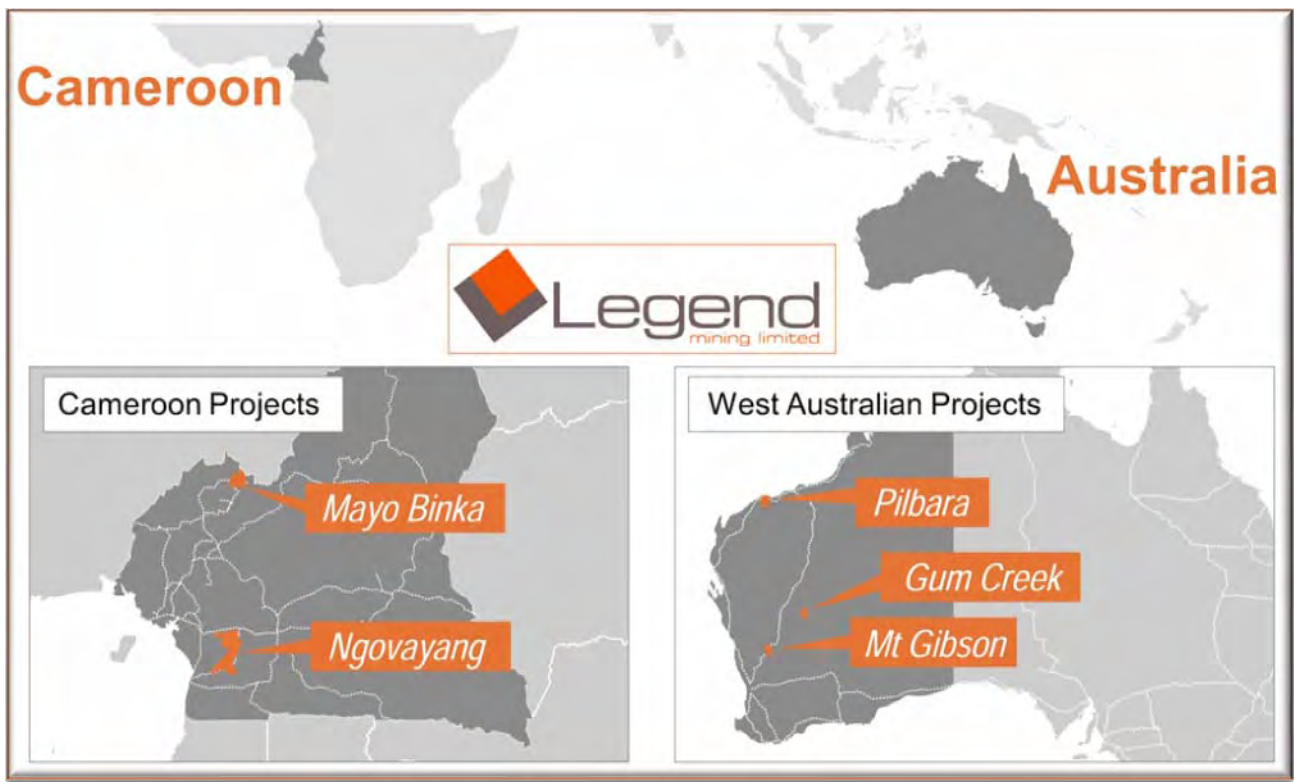 Cameroon
Australia
Legend
mining limited
Cameroon Projects
Mayo Binka
Ngovayang
West Australian Projects
Pilbara
Gum Creek
Mt Gibson